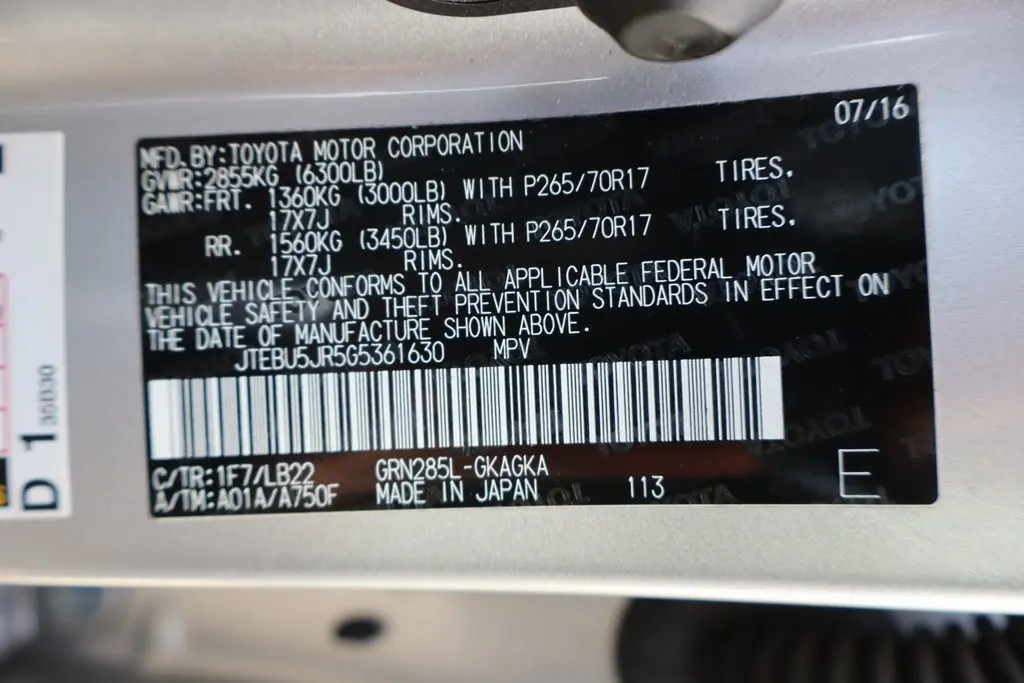 07/16
MFD.BY:TOYOTA MOTOR CORPORATION
GVWR:2855KG (6300LB)
GAWR:FRT. 1360KG (3000LB) WITH P265/70R17 TIRES.
17X7J RIMS.
RR. 1560KG (3450LB) WITH P265/70R17 TIRES.
17X7J RIMS.
THIS VEHICLE CONFORMS TO ALL APPLICABLE FEDERAL MOTOR
VEHICLE SAFETY AND THEFT PREVENTION STANDARDS IN EFFECT ON
THE DATE OF MANUFACTURE SHOWN ABOVE.
JTEBU5JR5G5361630 MPV
C/TR:1F7/LB22 GRN285L-GKAGKA
A/TM:A01A/A750F MADE IN JAPAN 113 E
D 1 35D30